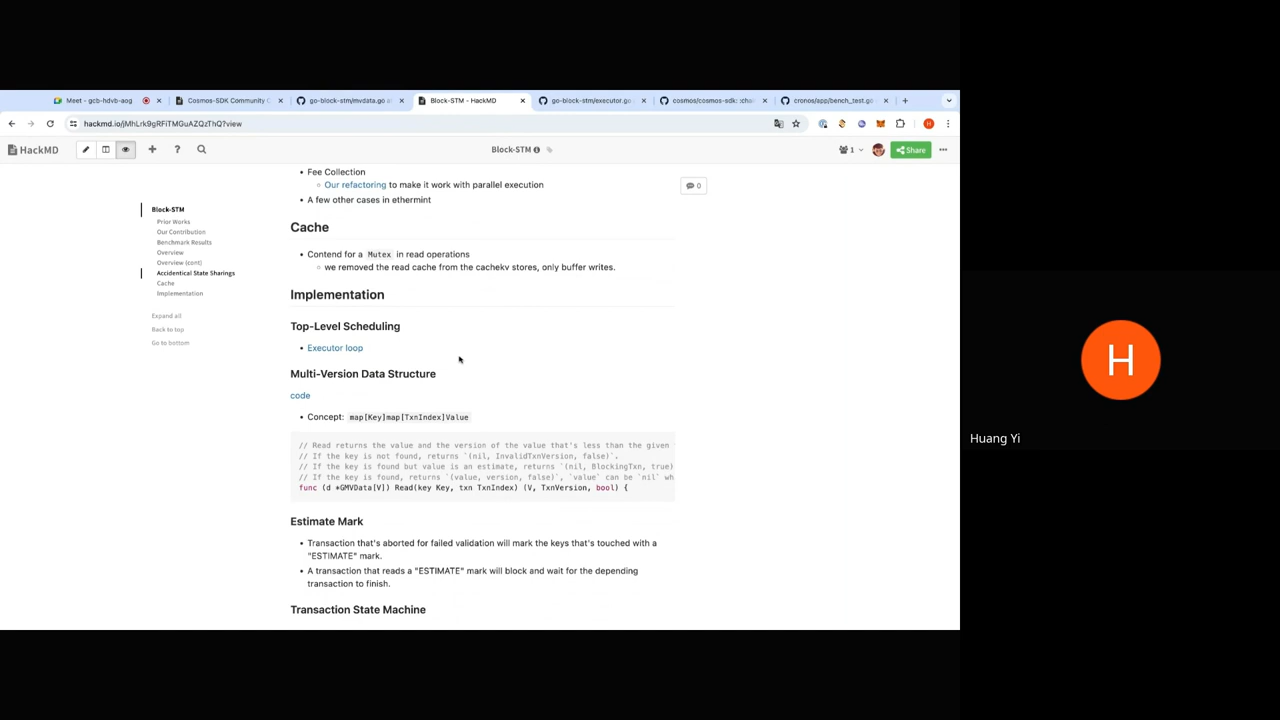 Meet - gcb-hdvb-aog
Cosmos-SDK Community C
go-block-stm/mvdata.go a
Block-STM - HackMD
go-block-stm/executor.go
cosmos/cosmos-sdk: :chai
cronos/app/bench_test.go
hackmd.io/jMhLrk9gRFiTMGuAZQzThQ?view
HackMD
Block-STM
1
Share
Fee Collection
Our refactoring to make it work with parallel execution
A few other cases in ethermint
0
Block-STM
Prior Works
Our Contribution
Benchmark Results
Overview
Overview (cont)
Accidentical State Sharings
Cache
Implementation
Expand all
Back to top
Go to bottom
Cache
Contend for a Mutex in read operations
we removed the read cache from the cachekv stores, only buffer writes.
Implementation
Top-Level Scheduling
Executor loop
Multi-Version Data Structure
code
Concept: map[Key]map[TxnIndex]Value
// Read returns the value and the version of the value that's less than the given
// If the key is not found, returns `(nil, InvalidTxnVersion, false)`.
// If the key is found but value is an estimate, returns `(nil, BlockingTxn, true)
// If the key is found, returns `(value, version, false)`, `value` can be `nil` wh
func (d *GMVData[V]) Read(key Key, txn TxnIndex) (V, TxnVersion, bool) {
Estimate Mark
Transaction that's aborted for failed validation will mark the keys that's touched with a
"ESTIMATE" mark.
A transaction that reads a "ESTIMATE" mark will block and wait for the depending
transaction to finish.
Transaction State Machine
H
H
Huang Yi